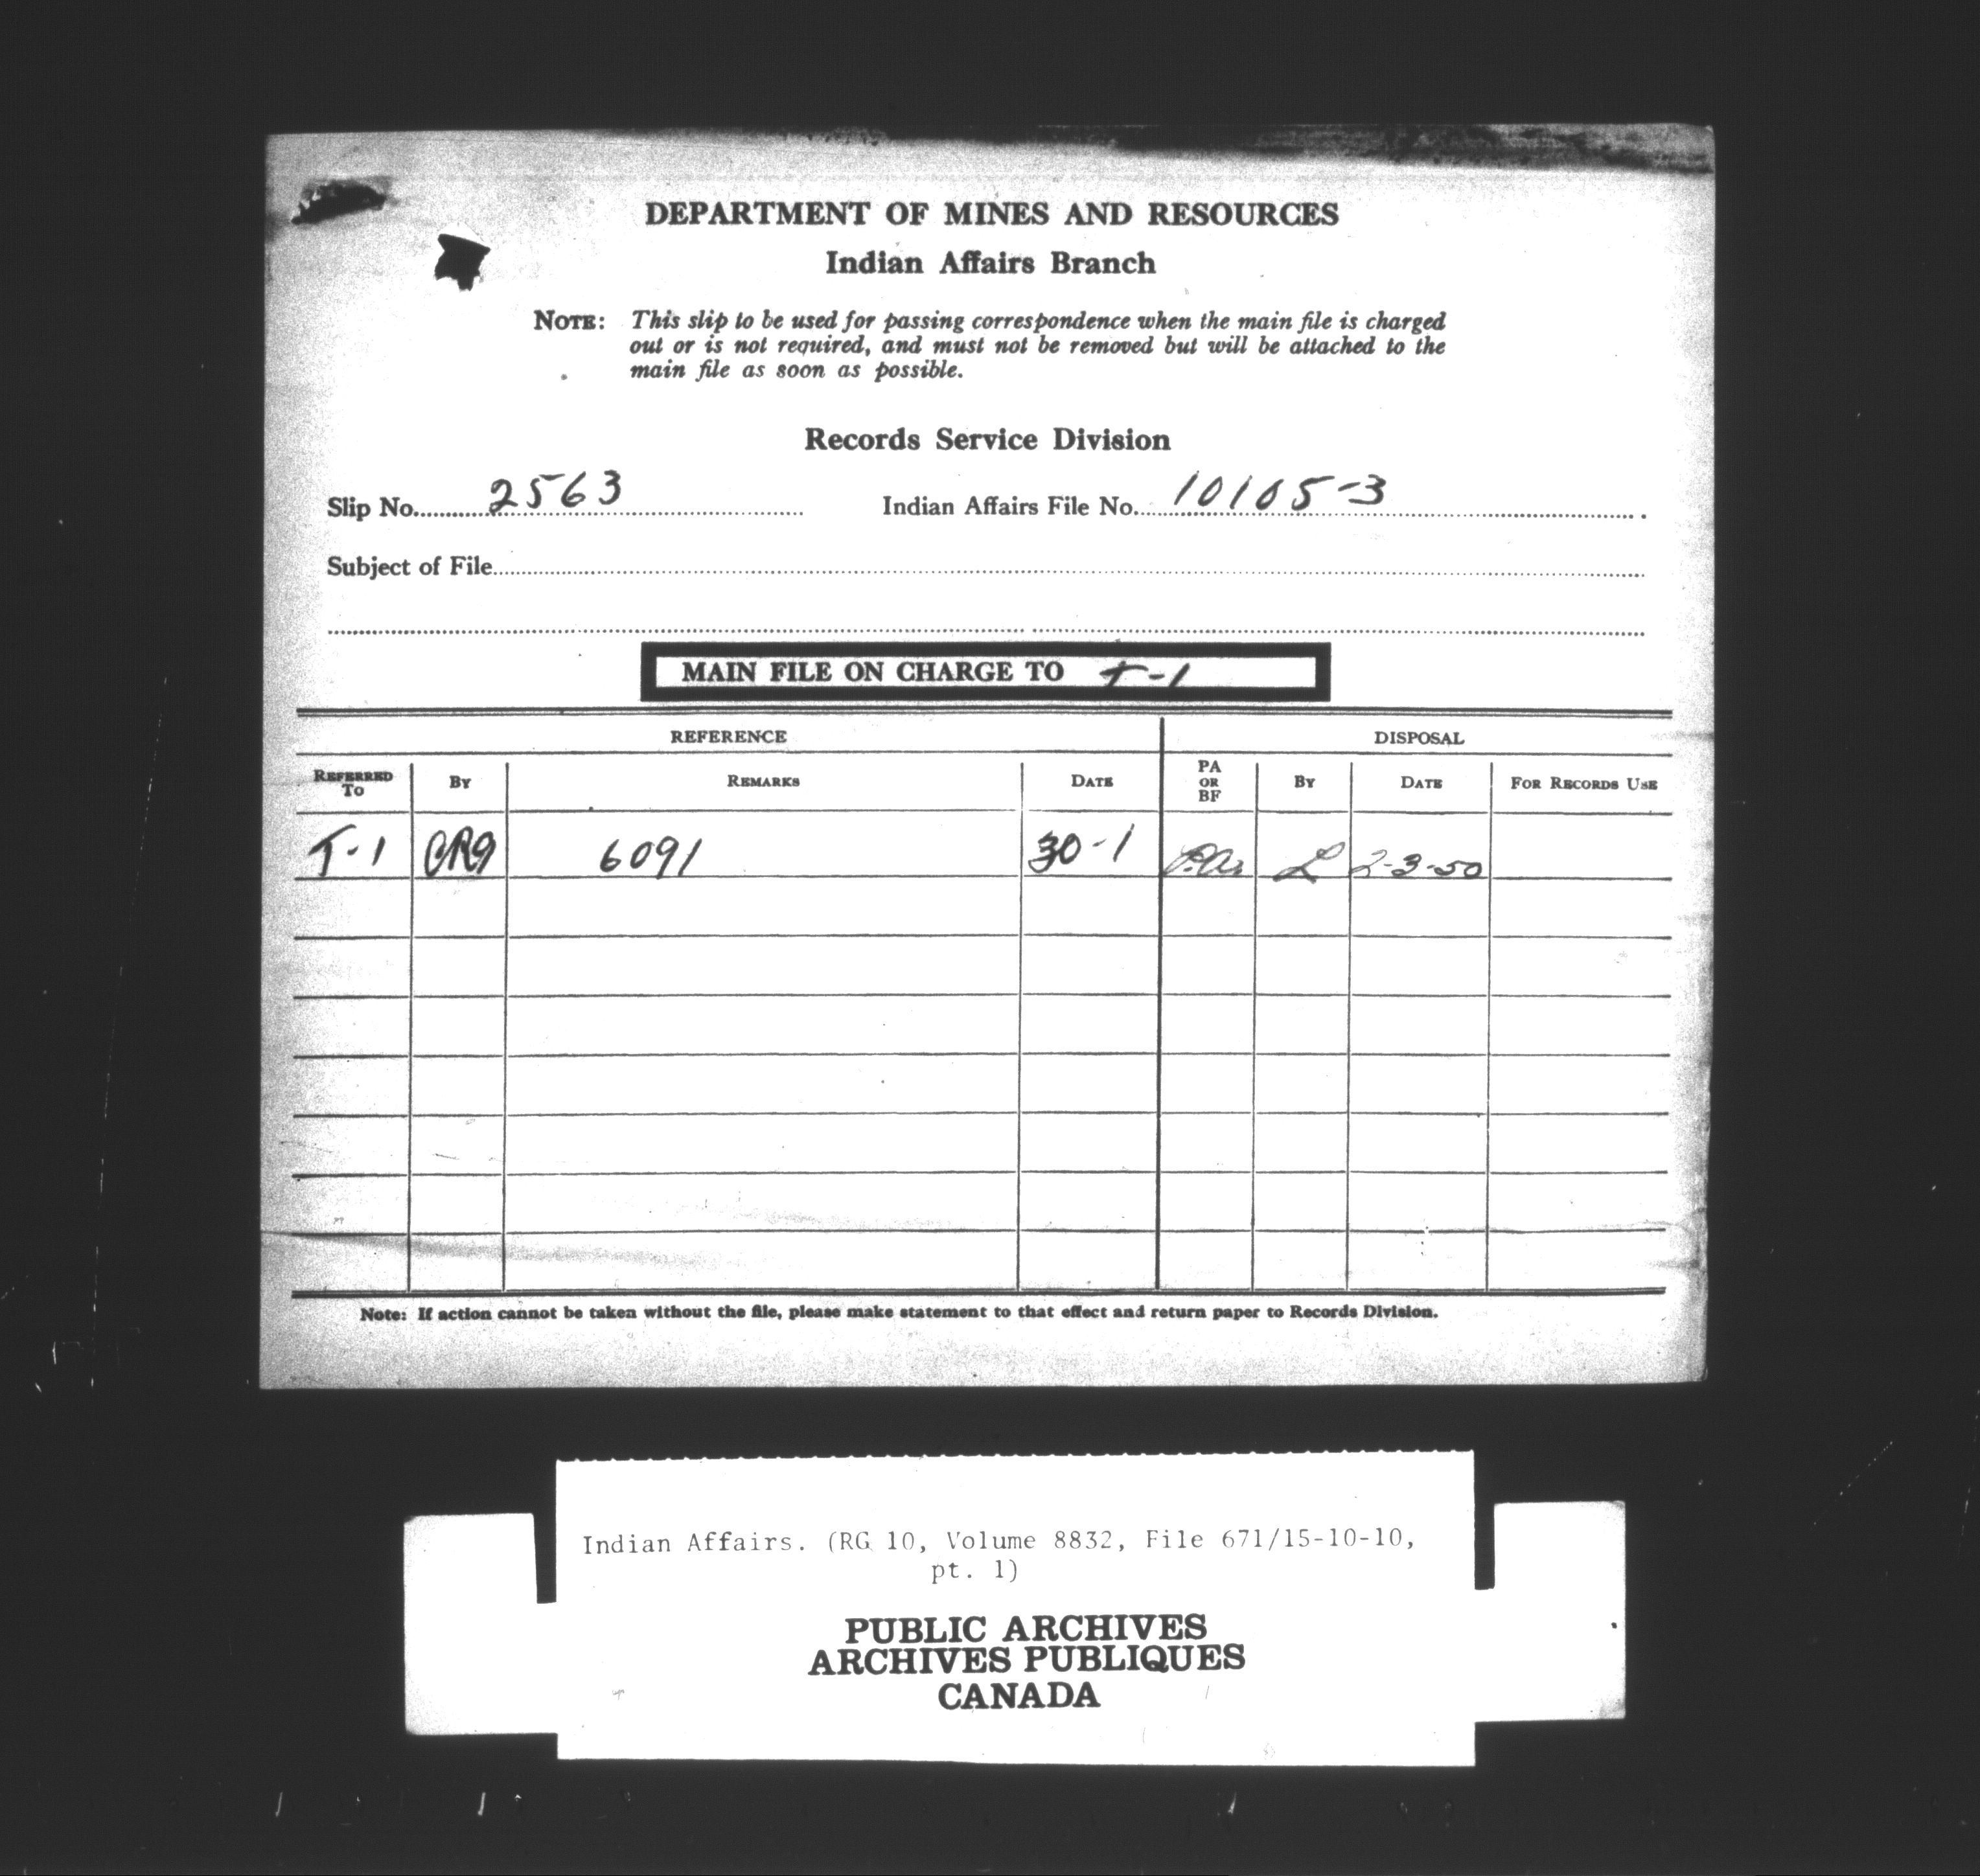 DEPARTMENT OF MINES AND RESOURCES
Indian Affairs Branch
NOTE: This slip to be used for passing correspondence when the main file is charged
out or is not required, and must not be removed but will be attached to the
main file as soon as possible.
Records Service Division
Slip No. 2563 Indian Affairs File No. 10105-3
Subject of File
MAIN FILE ON CHARGE TO T-1
REFERENCE DISPOSAL
REFERRED TO BY REMARKS DATE PA OR BF BY DATE FOR RECORDS USE
T-1 6091 30-1 P.A. L 2-3-50
Note: If action cannot be taken without the file, please make statement to that effect and return paper to Records Division.
Indian Affairs. (RG 10, Volume 8832, File 671/15-10-10,
pt. 1)
PUBLIC ARCHIVES
ARCHIVES PUBLIQUES
CANADA